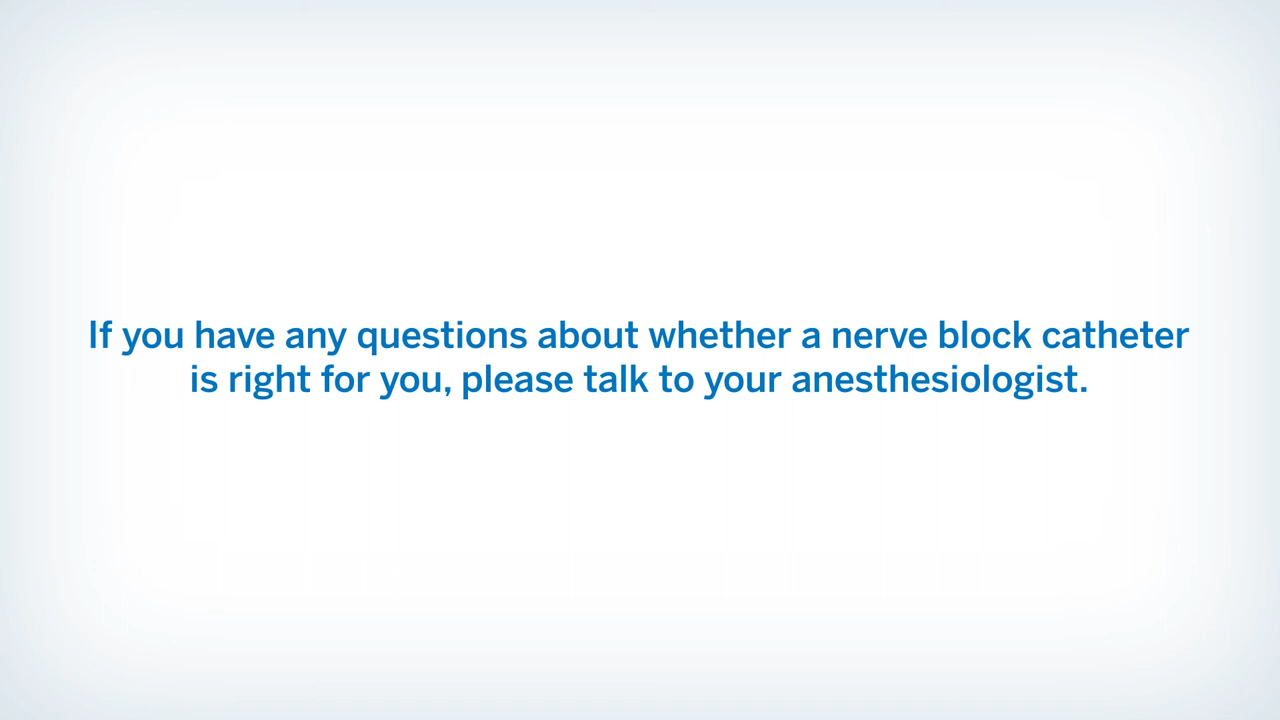 If you have any questions about whether a nerve block catheter
is right for you, please talk to your anesthesiologist.